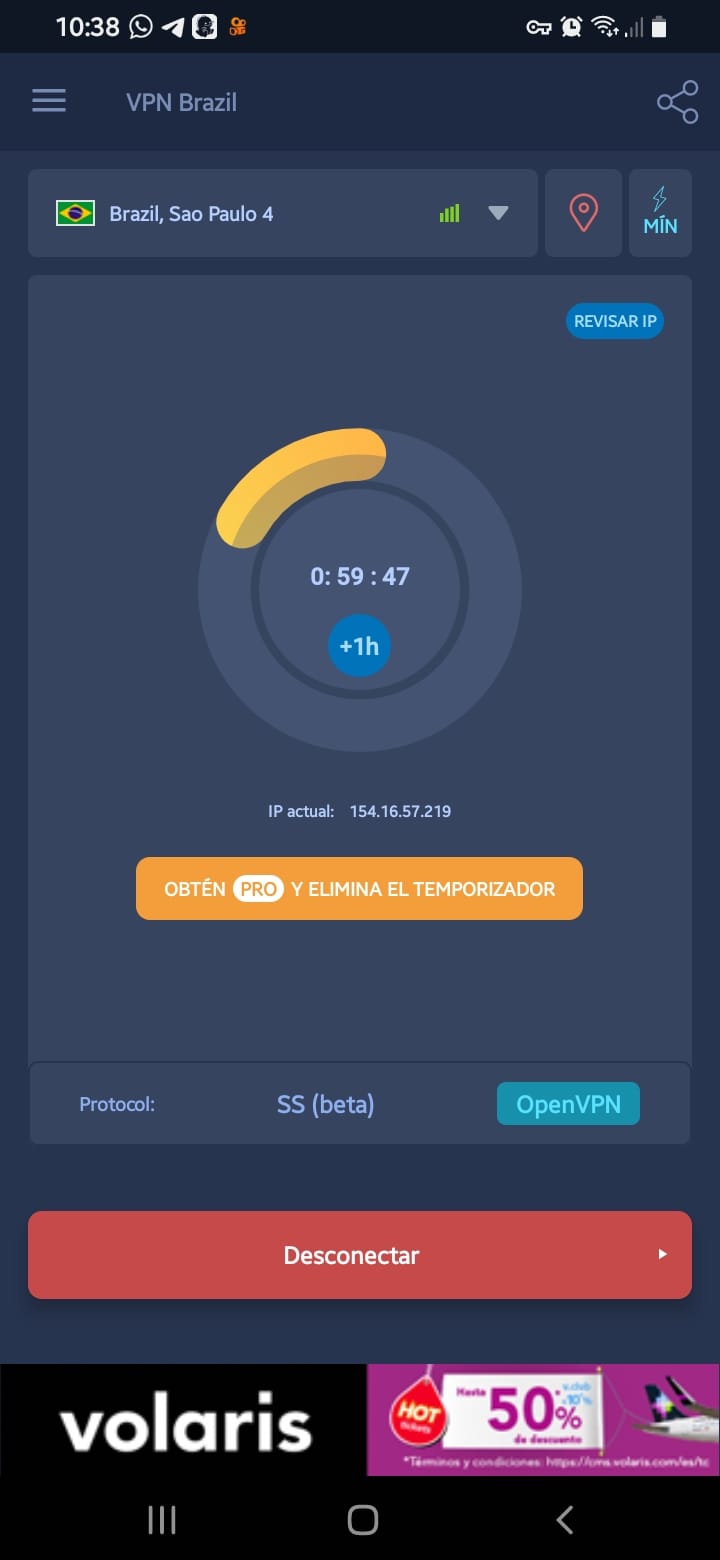 10:38
VPN Brazil
Brazil, Sao Paulo 4
MÍN
REVISAR IP
0: 59 : 47
+1h
IP actual: 154.16.57.219
OBTÉN PRO Y ELIMINA EL TEMPORIZADOR
Protocol: SS (beta) OpenVPN
Desconectar
volaris
HOT
tickets
Hasta
50%
de descuento
v.club
+10%
*Términos y condiciones: https://cms.volaris.com/es/tc